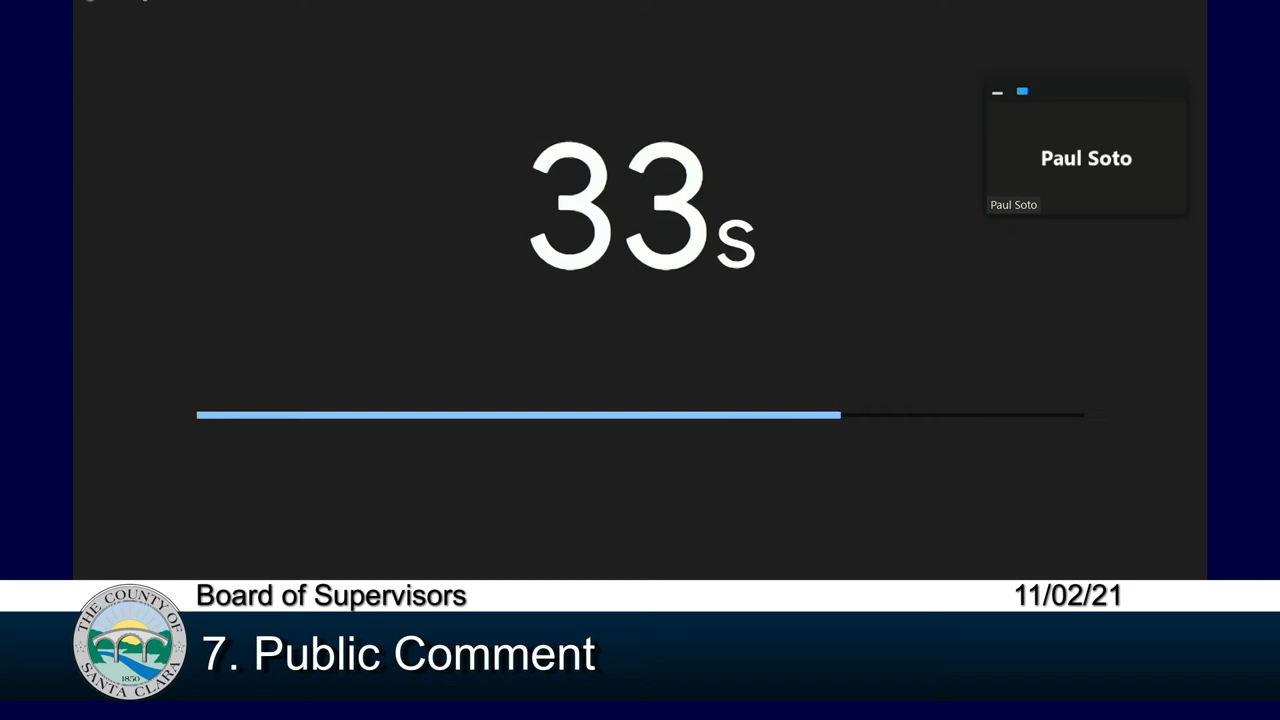 33s
Paul Soto
Paul Soto
Board of Supervisors
11/02/21
7. Public Comment
THE COUNTY OF
SANTA CLARA
1850